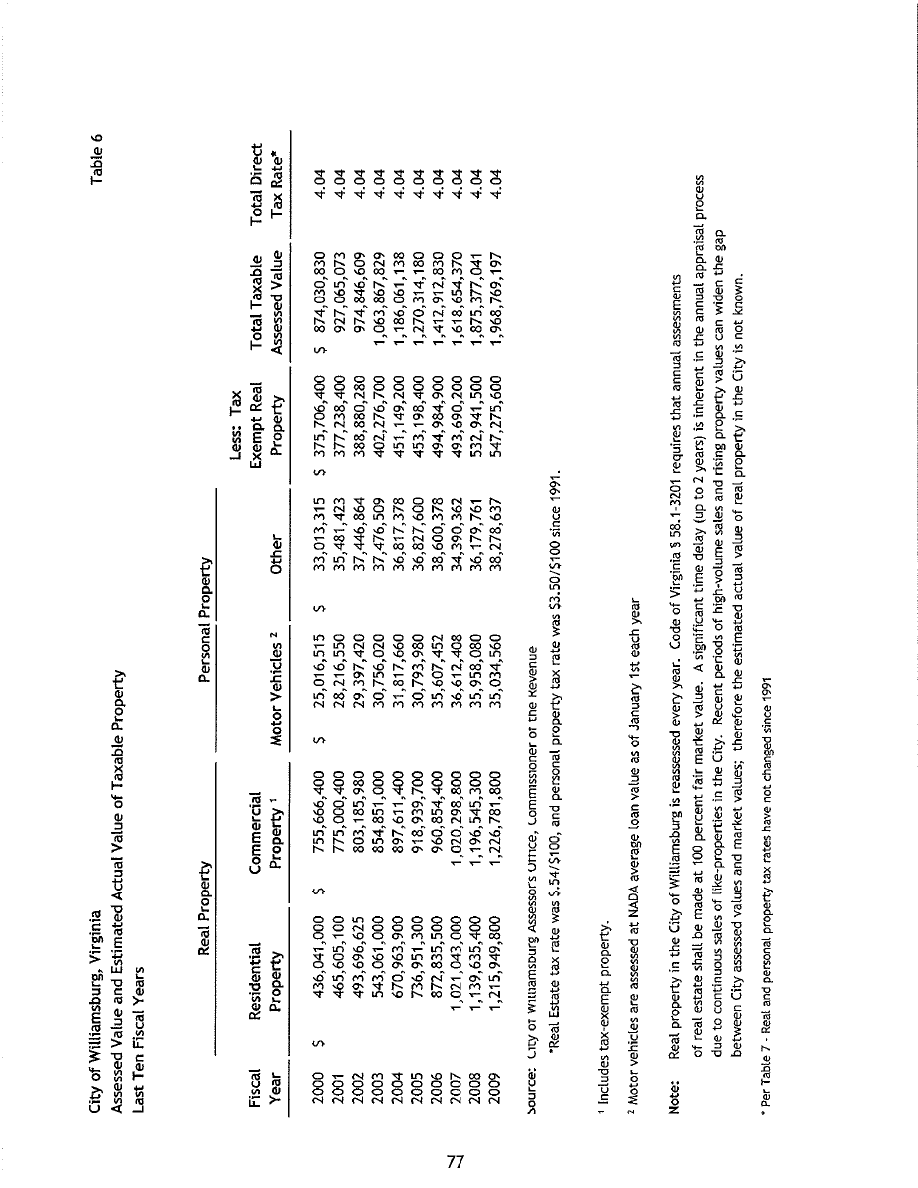 City of Williamsburg, Virginia Table 6
Assessed Value and Estimated Actual Value of Taxable Property
Last Ten Fiscal Years
Real Property Personal Property
Less: Tax
Fiscal Residential Commercial Exempt Real Total Taxable Total Direct
Year Property Property ¹ Motor Vehicles ² Other Property Assessed Value Tax Rate*
2000 $ 436,041,000 $ 755,666,400 $ 25,016,515 $ 33,013,315 $ 375,706,400 $ 874,030,830 4.04
2001 465,605,100 775,000,400 28,216,550 35,481,423 377,238,400 927,065,073 4.04
2002 493,696,625 803,185,980 29,397,420 37,446,864 388,880,280 974,846,609 4.04
2003 543,061,000 854,851,000 30,756,020 37,476,509 402,276,700 1,063,867,829 4.04
2004 670,963,900 897,611,400 31,817,660 36,817,378 451,149,200 1,186,061,138 4.04
2005 736,951,300 918,939,700 30,793,980 36,827,600 453,198,400 1,270,314,180 4.04
2006 872,835,500 960,854,400 35,607,452 38,600,378 494,984,900 1,412,912,830 4.04
2007 1,021,043,000 1,020,298,800 36,612,408 34,390,362 493,690,200 1,618,654,370 4.04
2008 1,139,635,400 1,196,545,300 35,958,080 36,179,761 532,941,500 1,875,377,041 4.04
2009 1,215,949,800 1,226,781,800 35,034,560 38,278,637 547,275,600 1,968,769,197 4.04
Source: City of Williamsburg Assessor's Office, Commissioner of the Revenue
*Real Estate tax rate was $.54/$100, and personal property tax rate was $3.50/$100 since 1991.
¹ Includes tax-exempt property.
² Motor vehicles are assessed at NADA average loan value as of January 1st each year
Note: Real property in the City of Williamsburg is reassessed every year. Code of Virginia § 58.1-3201 requires that annual assessments
of real estate shall be made at 100 percent fair market value. A significant time delay (up to 2 years) is inherent in the annual appraisal process
due to continuous sales of like-properties in the City. Recent periods of high-volume sales and rising property values can widen the gap
between City assessed values and market values; therefore the estimated actual value of real property in the City is not known.
* Per Table 7 - Real and personal property tax rates have not changed since 1991
77